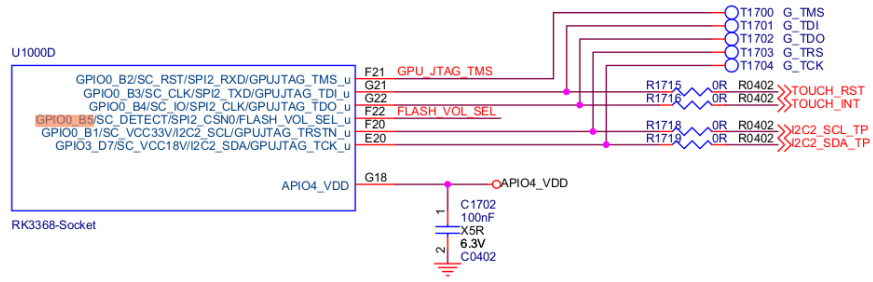 T1700 G_TMS
T1701 G_TDI
T1702 G_TDO
T1703 G_TRS
T1704 G_TCK
U1000D
GPIO0_B2/SC_RST/SPI2_RXD/GPUJTAG_TMS_u F21 GPU_JTAG_TMS
GPIO0_B3/SC_CLK/SPI2_TXD/GPUJTAG_TDI_u G21 R1715 0R R0402 TOUCH_RST
GPIO0_B4/SC_IO/SPI2_CLK/GPUJTAG_TDO_u G22 R1716 0R R0402 TOUCH_INT
GPIO0_B5/SC_DETECT/SPI2_CSN0/FLASH_VOL_SEL_u F22 FLASH_VOL_SEL
GPIO0_B1/SC_VCC33V/I2C2_SCL/GPUJTAG_TRSTN_u F20 R1718 0R R0402 I2C2_SCL_TP
GPIO3_D7/SC_VCC18V/I2C2_SDA/GPUJTAG_TCK_u E20 R1719 0R R0402 I2C2_SDA_TP
APIO4_VDD G18 APIO4_VDD
RK3368-Socket
C1702
1 100nF
X5R
6.3V
2 C0402